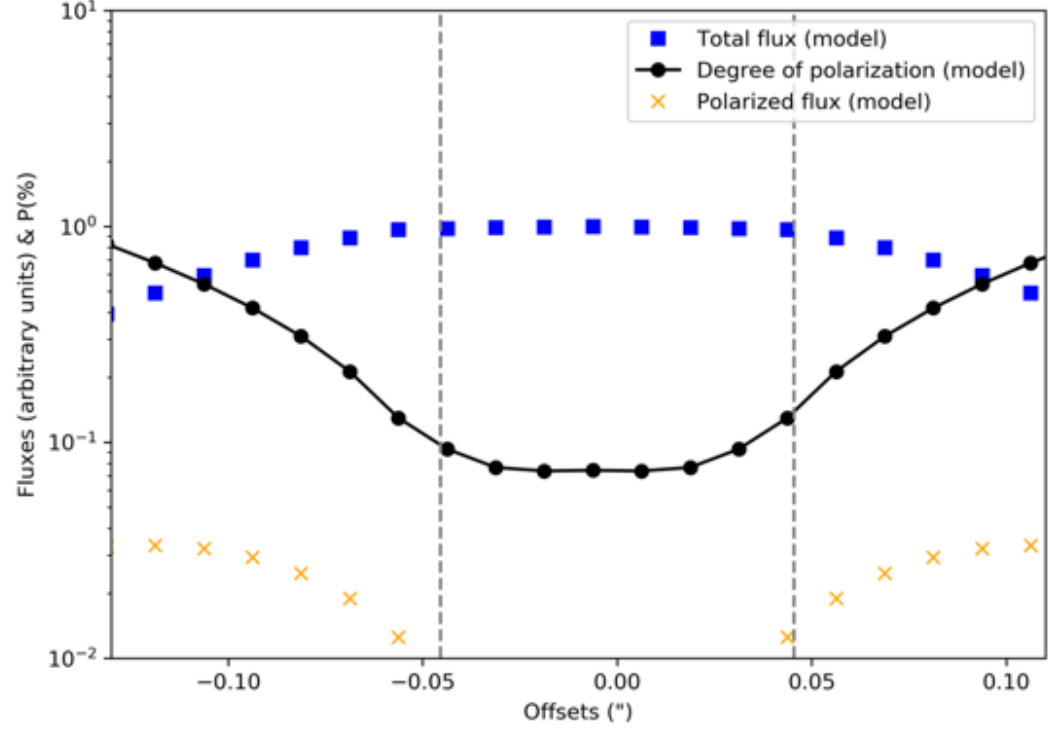 10¹
10⁰
10⁻¹
10⁻²
Fluxes (arbitrary units) & P(%)
Total flux (model)
Degree of polarization (model)
Polarized flux (model)
−0.10
−0.05
0.00
0.05
0.10
Offsets (")